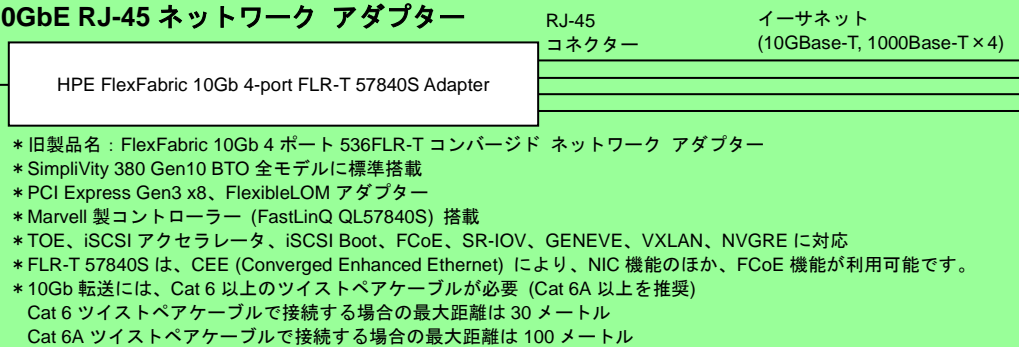 0GbE RJ-45 ネットワーク アダプター
RJ-45
コネクター
イーサネット
(10GBase-T, 1000Base-T×4)
HPE FlexFabric 10Gb 4-port FLR-T 57840S Adapter
＊旧製品名：FlexFabric 10Gb 4 ポート 536FLR-T コンバージド ネットワーク アダプター
＊SimpliVity 380 Gen10 BTO 全モデルに標準搭載
＊PCI Express Gen3 x8、FlexibleLOM アダプター
＊Marvell 製コントローラー (FastLinQ QL57840S) 搭載
＊TOE、iSCSI アクセラレータ、iSCSI Boot、FCoE、SR-IOV、GENEVE、VXLAN、NVGRE に対応
＊FLR-T 57840S は、CEE (Converged Enhanced Ethernet) により、NIC 機能のほか、FCoE 機能が利用可能です。
＊10Gb 転送には、Cat 6 以上のツイストペアケーブルが必要 (Cat 6A 以上を推奨)
Cat 6 ツイストペアケーブルで接続する場合の最大距離は 30 メートル
Cat 6A ツイストペアケーブルで接続する場合の最大距離は 100 メートル